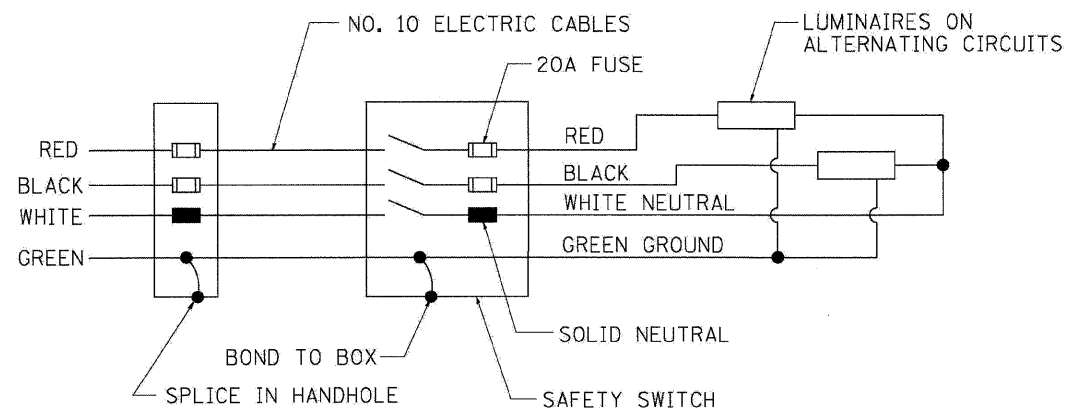 NO. 10 ELECTRIC CABLES
LUMINAIRES ON
ALTERNATING CIRCUITS
20A FUSE
RED
RED
BLACK
BLACK
WHITE
WHITE NEUTRAL
GREEN
GREEN GROUND
SOLID NEUTRAL
BOND TO BOX
SPLICE IN HANDHOLE
SAFETY SWITCH